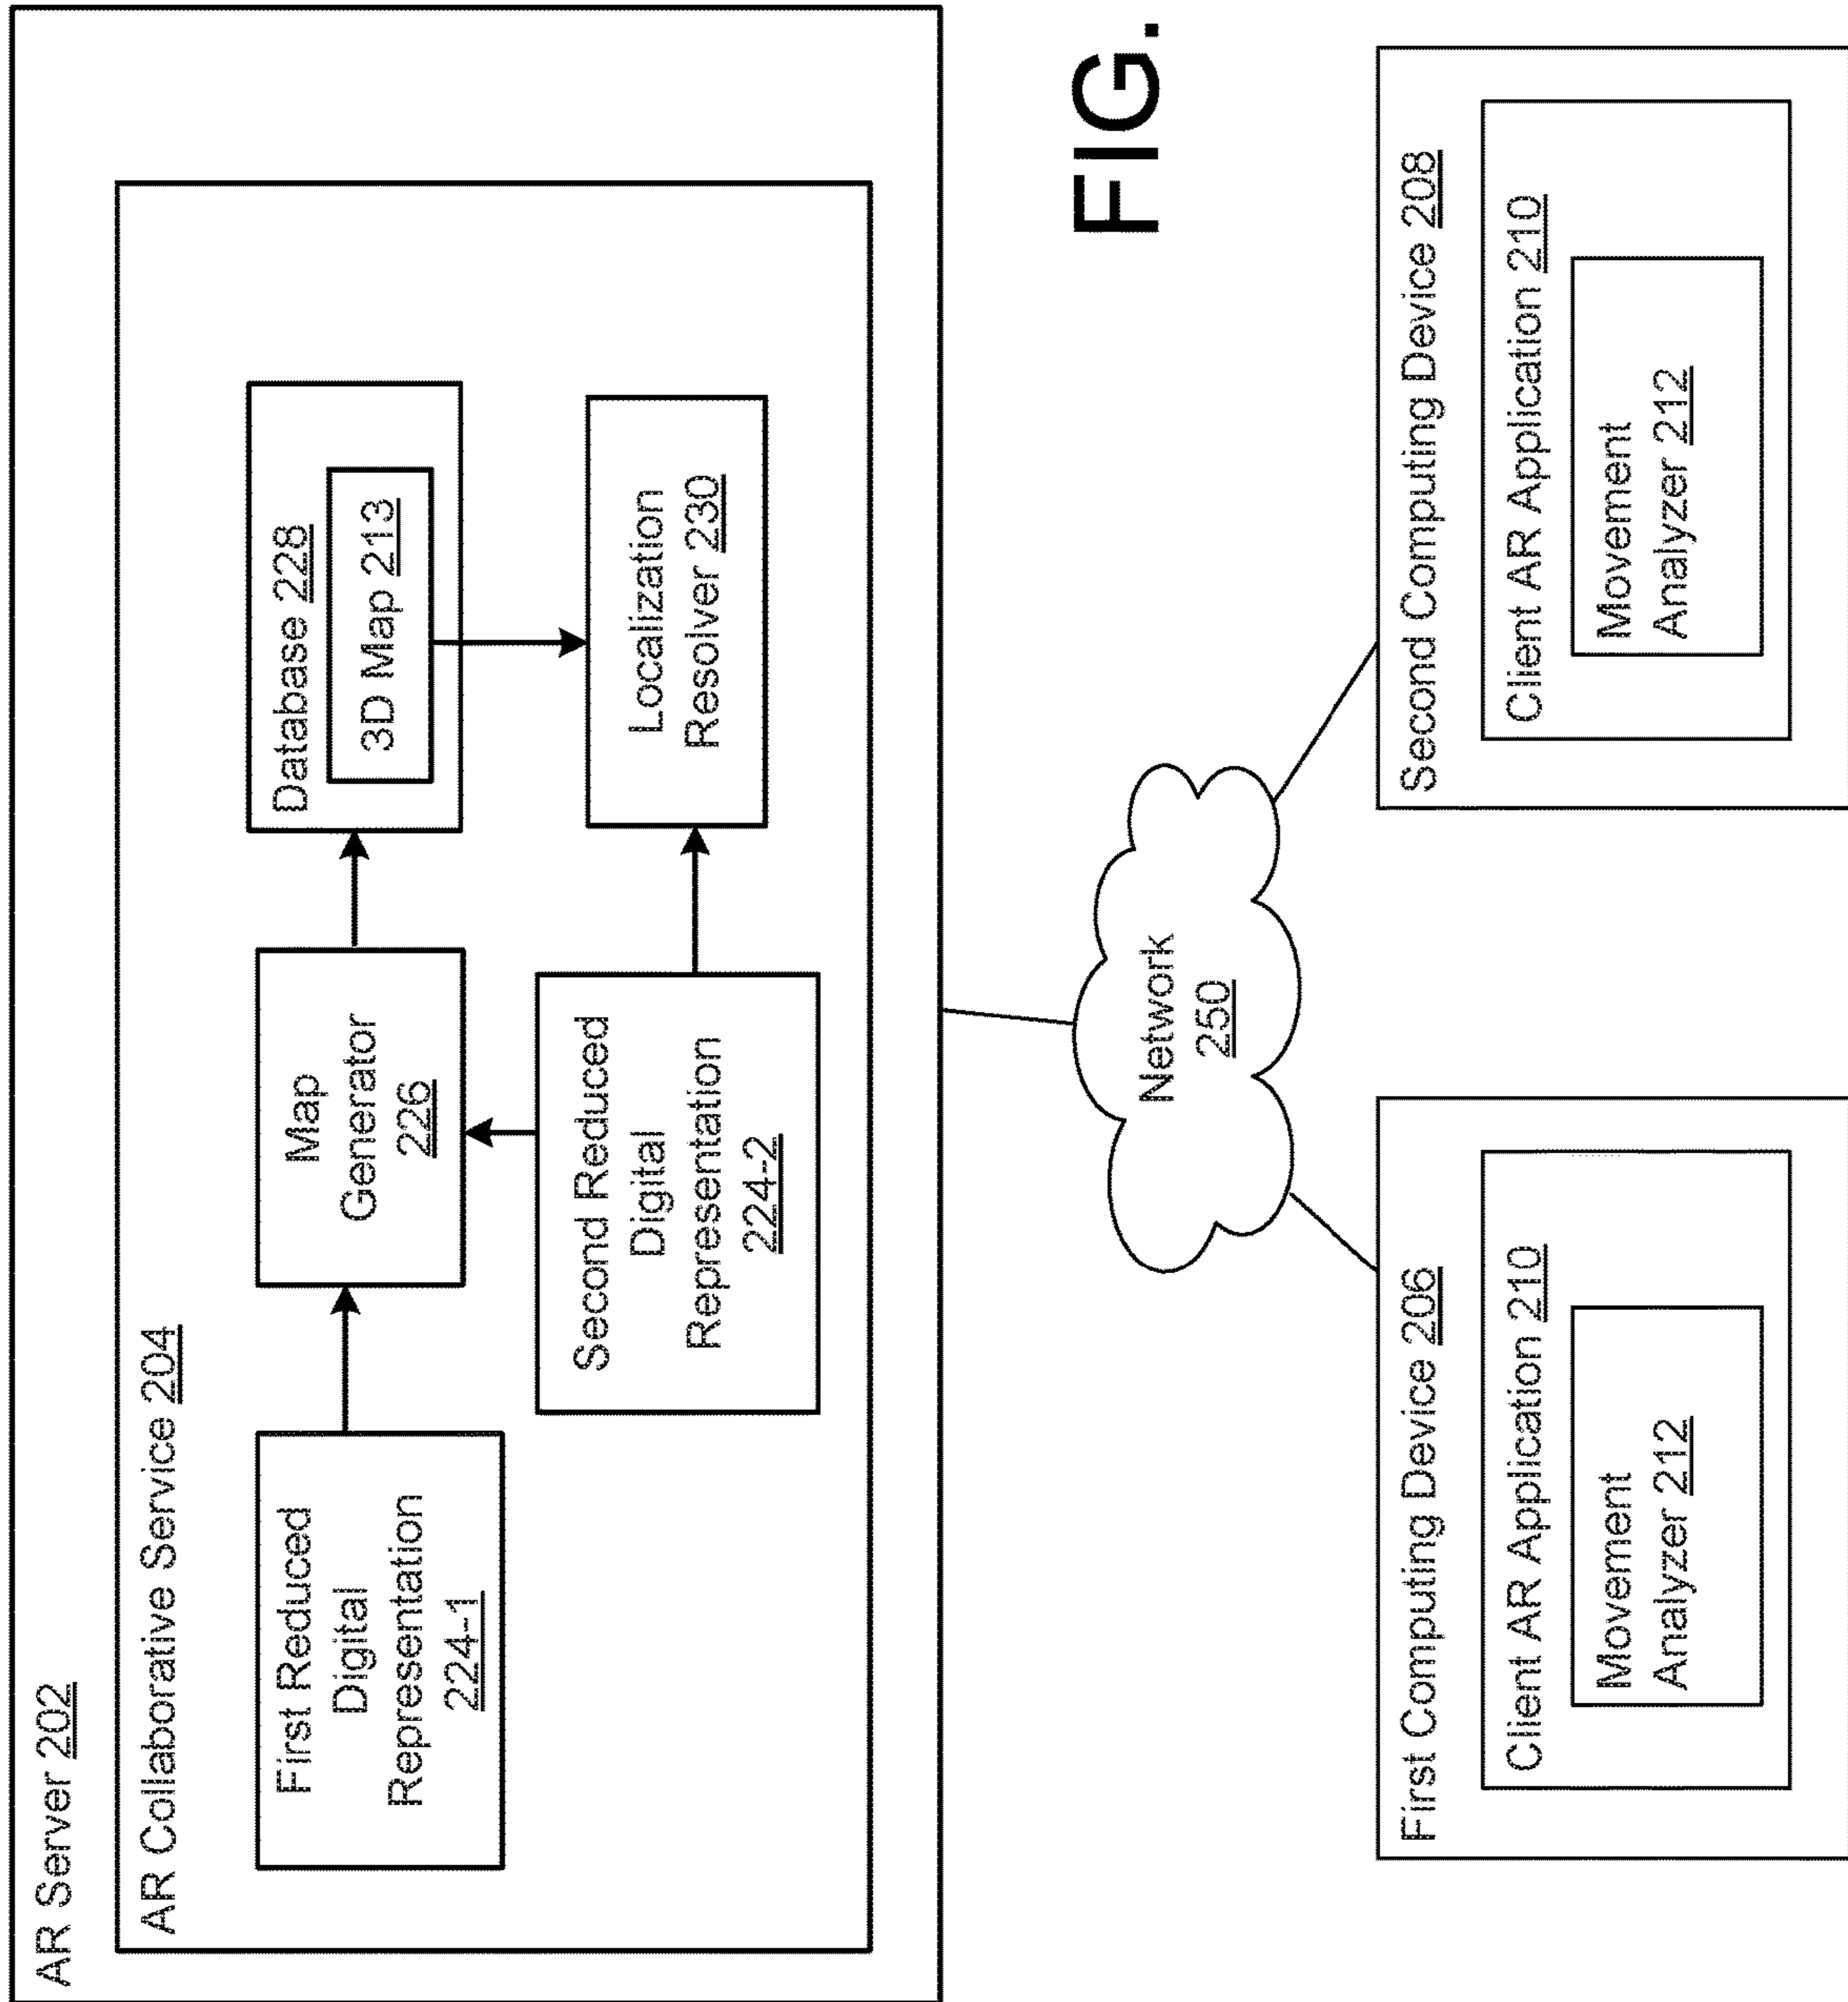 AR Server 202
AR Collaborative Service 204
First Reduced
Digital
Representation
224-1
Map
Generator
226
Database 228
3D Map 213
Second Reduced
Digital
Representation
224-2
Localization
Resolver 230
Network
250
FIG.
First Computing Device 206
Client AR Application 210
Movement
Analyzer 212
Second Computing Device 208
Client AR Application 210
Movement
Analyzer 212